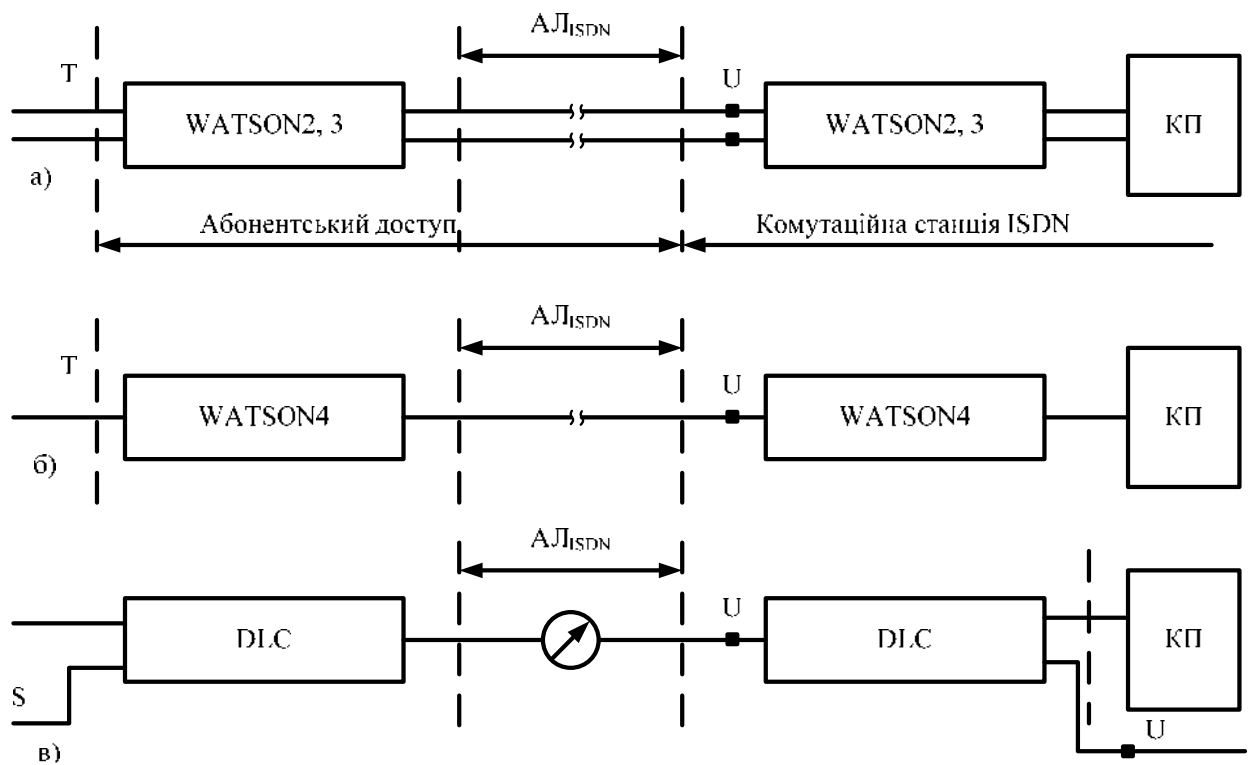 АЛISDN
T
U
WATSON2, 3
WATSON2, 3
КП
а)
Абонентський доступ
Комутаційна станція ISDN
АЛISDN
T
U
WATSON4
WATSON4
КП
б)
АЛISDN
U
DLC
DLC
КП
S
U
в)